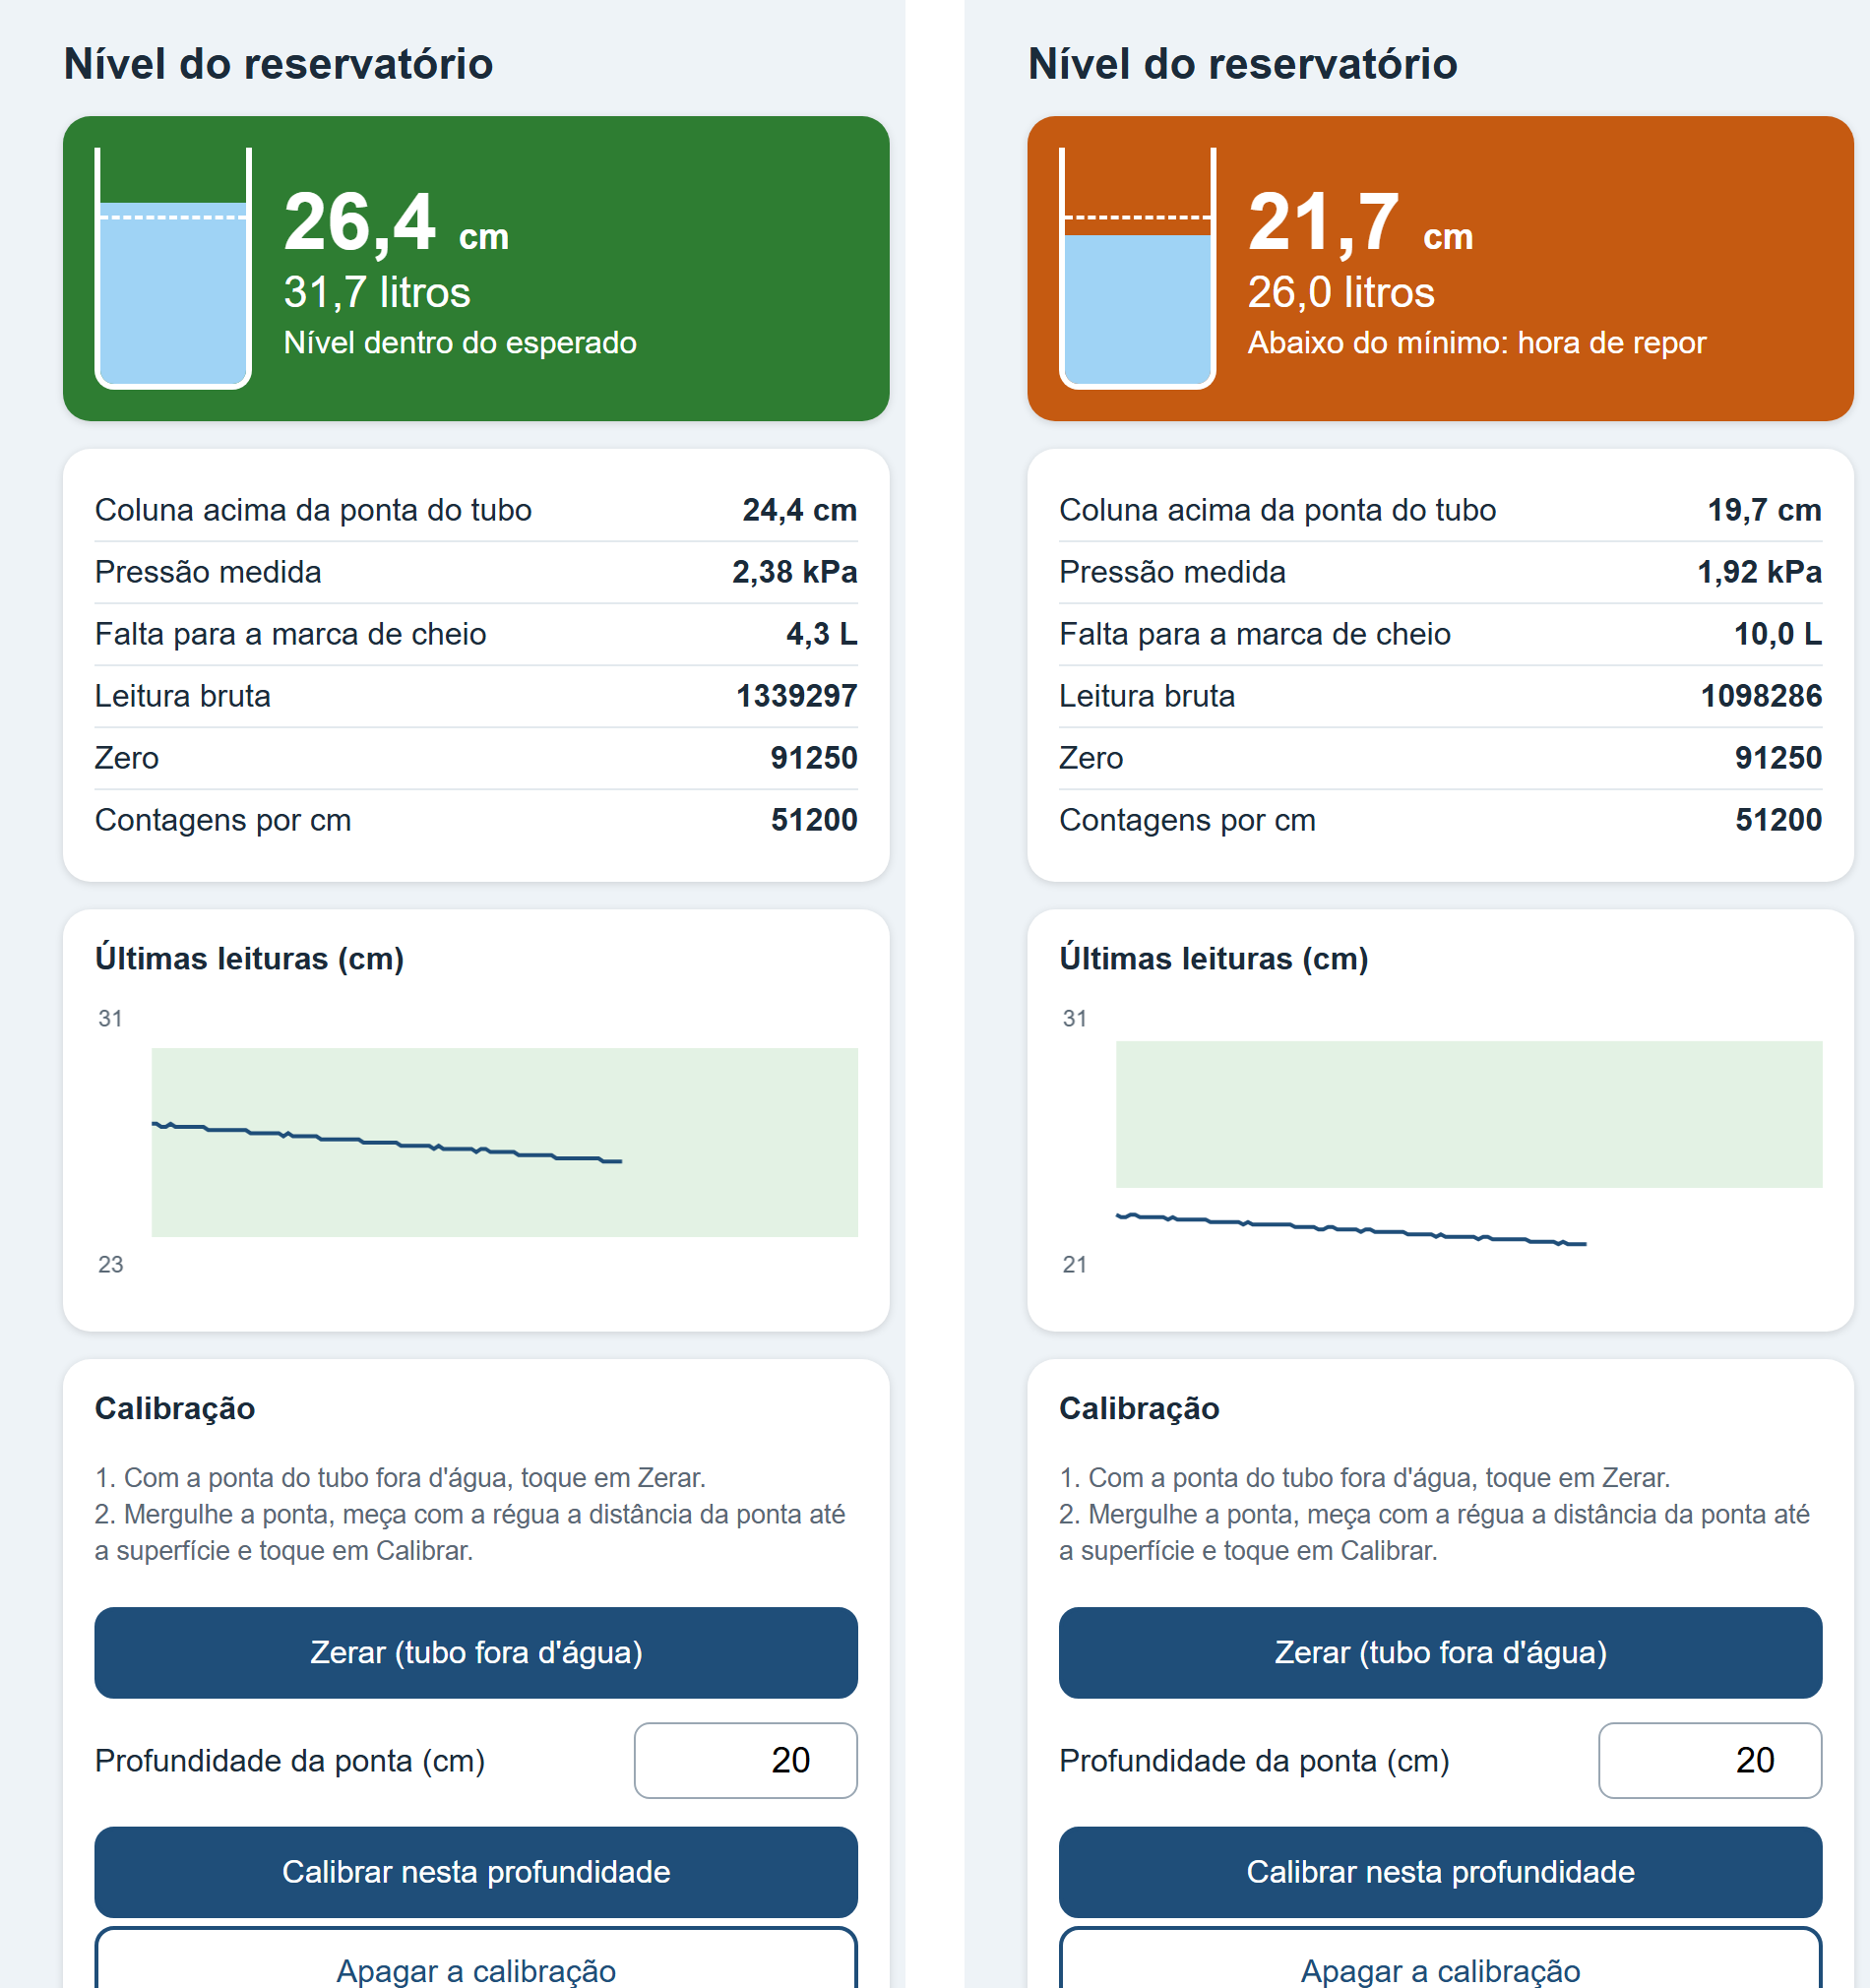 Nível do reservatório
26,4 cm
31,7 litros
Nível dentro do esperado
Coluna acima da ponta do tubo 24,4 cm
Pressão medida 2,38 kPa
Falta para a marca de cheio 4,3 L
Leitura bruta 1339297
Zero 91250
Contagens por cm 51200
Últimas leituras (cm)
31
23
Calibração
1. Com a ponta do tubo fora d'água, toque em Zerar.
2. Mergulhe a ponta, meça com a régua a distância da ponta até
a superfície e toque em Calibrar.
Zerar (tubo fora d'água)
Profundidade da ponta (cm) 20
Calibrar nesta profundidade
Apagar a calibração
Nível do reservatório
21,7 cm
26,0 litros
Abaixo do mínimo: hora de repor
Coluna acima da ponta do tubo 19,7 cm
Pressão medida 1,92 kPa
Falta para a marca de cheio 10,0 L
Leitura bruta 1098286
Zero 91250
Contagens por cm 51200
Últimas leituras (cm)
31
21
Calibração
1. Com a ponta do tubo fora d'água, toque em Zerar.
2. Mergulhe a ponta, meça com a régua a distância da ponta até
a superfície e toque em Calibrar.
Zerar (tubo fora d'água)
Profundidade da ponta (cm) 20
Calibrar nesta profundidade
Apagar a calibração